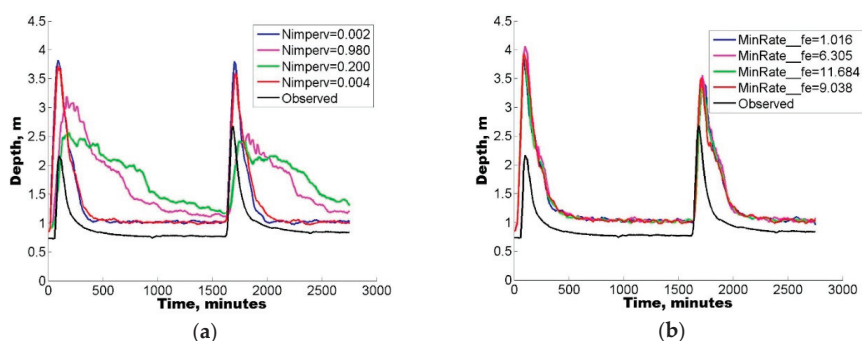 4.5
4
3.5
3
2.5
2
1.5
1
0.5
0
Depth, m
0 500 1000 1500 2000 2500 3000
Time, minutes
Nimperv=0.002
Nimperv=0.980
Nimperv=0.200
Nimperv=0.004
Observed
(a)
4.5
4
3.5
3
2.5
2
1.5
1
0.5
0
Depth, m
0 500 1000 1500 2000 2500 3000
Time, minutes
MinRate__fe=1.016
MinRate__fe=6.305
MinRate__fe=11.684
MinRate__fe=9.038
Observed
(b)